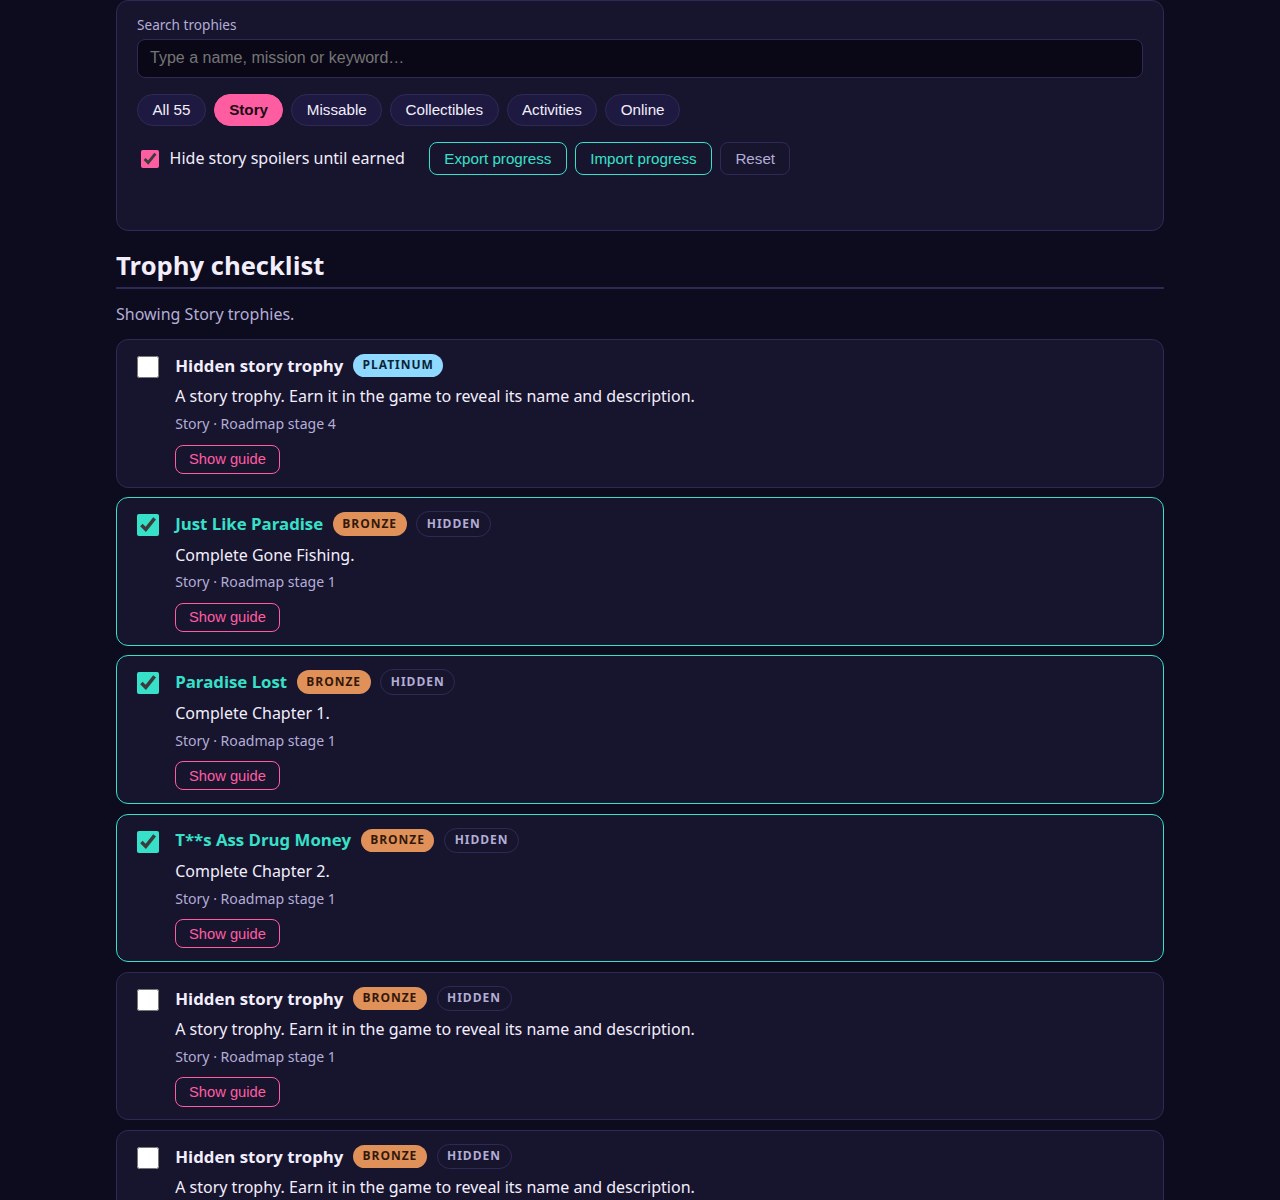 Search trophies
Type a name, mission or keyword…
All 55 Story Missable Collectibles Activities Online
Hide story spoilers until earned Export progress Import progress Reset
Trophy checklist
Showing Story trophies.
Hidden story trophy PLATINUM
A story trophy. Earn it in the game to reveal its name and description.
Story · Roadmap stage 4
Show guide
Just Like Paradise BRONZE HIDDEN
Complete Gone Fishing.
Story · Roadmap stage 1
Show guide
Paradise Lost BRONZE HIDDEN
Complete Chapter 1.
Story · Roadmap stage 1
Show guide
T**s Ass Drug Money BRONZE HIDDEN
Complete Chapter 2.
Story · Roadmap stage 1
Show guide
Hidden story trophy BRONZE HIDDEN
A story trophy. Earn it in the game to reveal its name and description.
Story · Roadmap stage 1
Show guide
Hidden story trophy BRONZE HIDDEN
A story trophy. Earn it in the game to reveal its name and description.